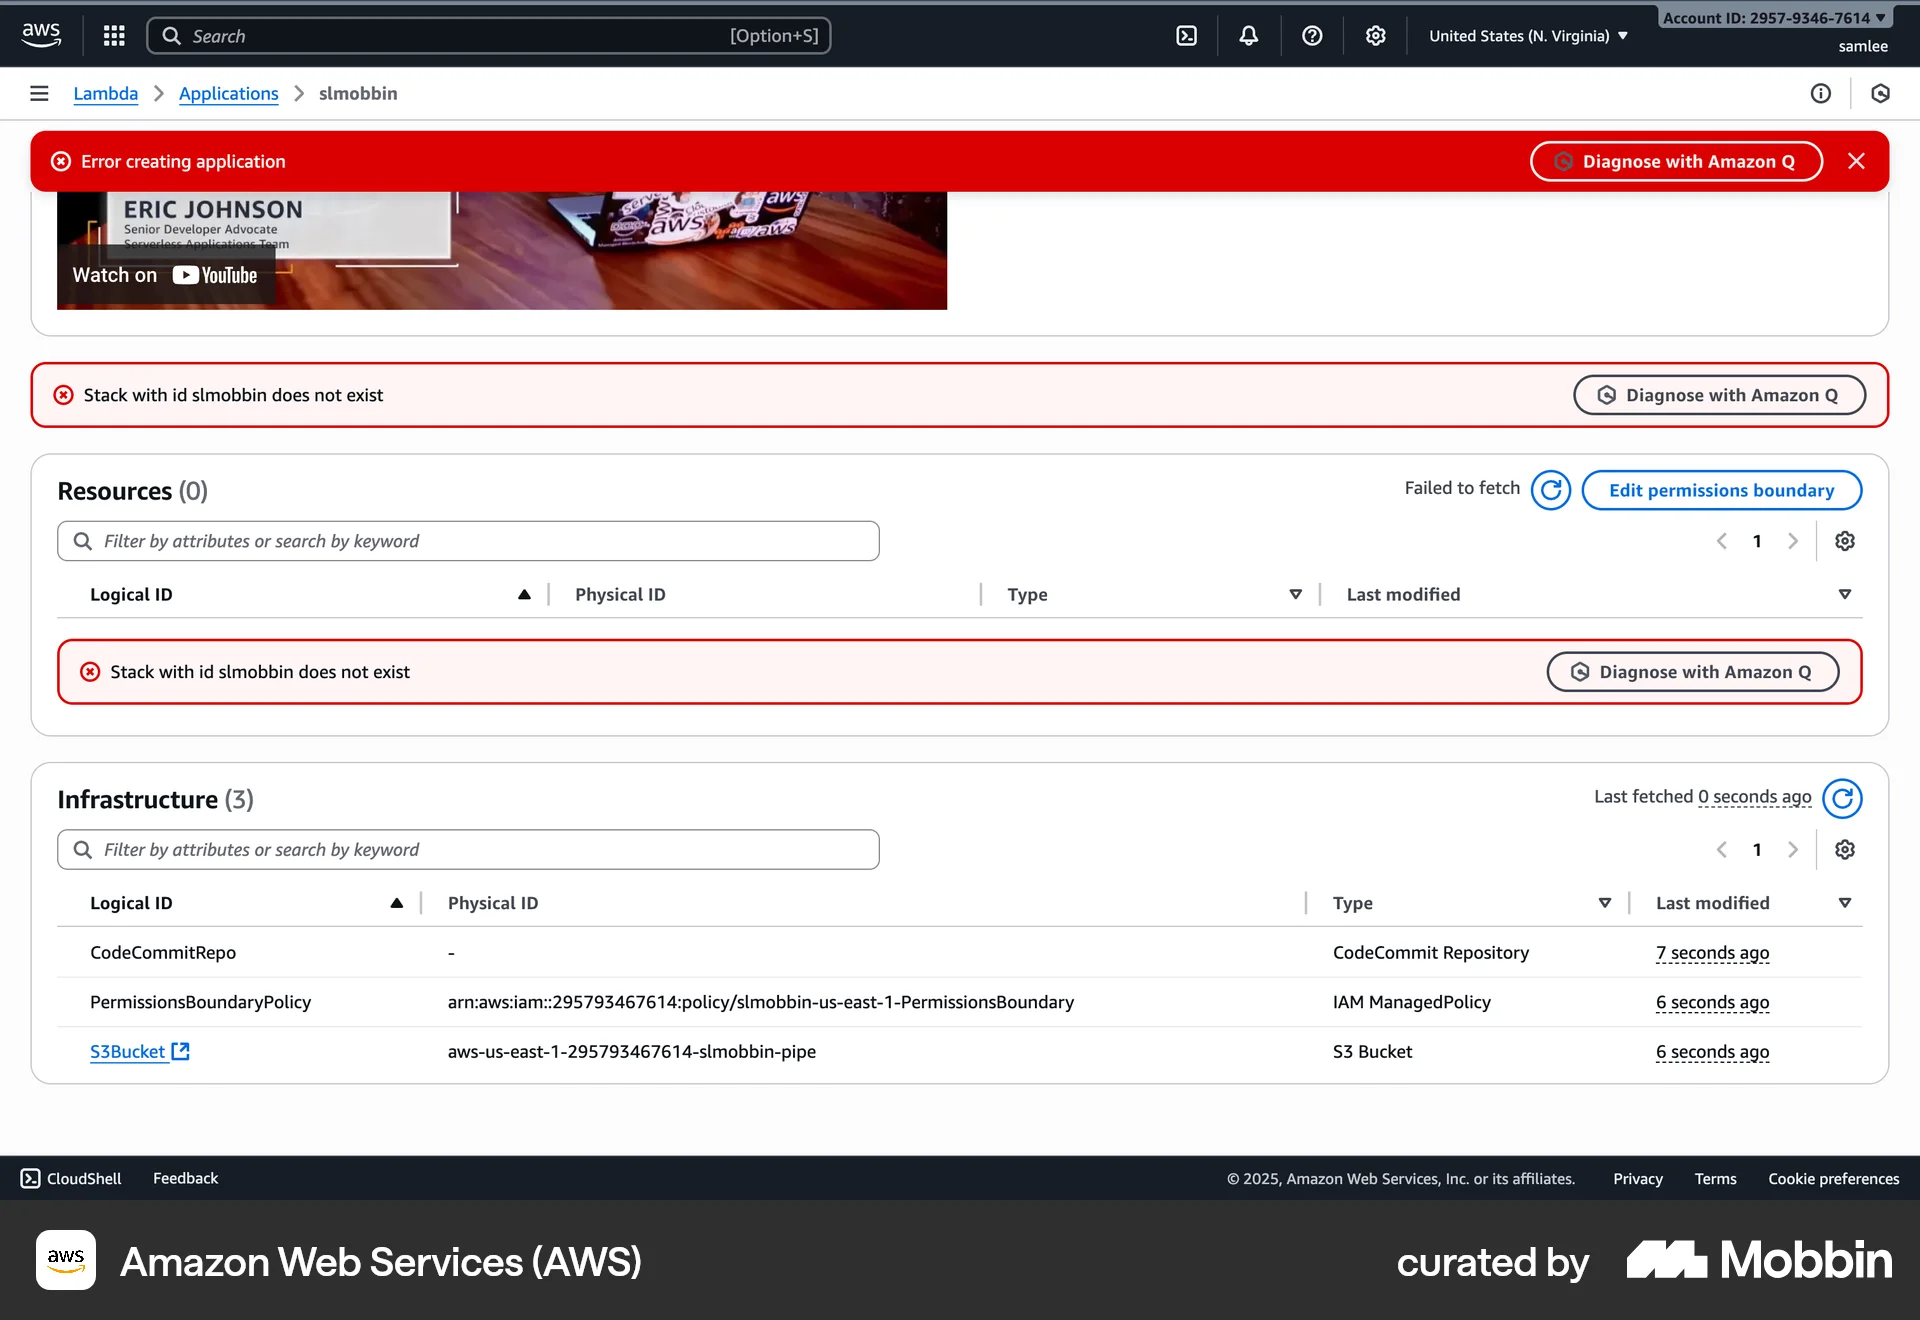 aws
Search
[Option+S]
United States (N. Virginia)
Account ID: 2957-9346-7614
samlee
Lambda
Applications
slmobbin
Error creating application
Diagnose with Amazon Q
ERIC JOHNSON
Senior Developer Advocate
Serverless Applications Team
Watch on YouTube
aws
aws
aws
Stack with id slmobbin does not exist
Diagnose with Amazon Q
Resources (0)
Failed to fetch
Edit permissions boundary
Filter by attributes or search by keyword
1
Logical ID
Physical ID
Type
Last modified
Stack with id slmobbin does not exist
Diagnose with Amazon Q
Infrastructure (3)
Last fetched 0 seconds ago
Filter by attributes or search by keyword
1
Logical ID
Physical ID
Type
Last modified
CodeCommitRepo
-
CodeCommit Repository
7 seconds ago
PermissionsBoundaryPolicy
arn:aws:iam::295793467614:policy/slmobbin-us-east-1-PermissionsBoundary
IAM ManagedPolicy
6 seconds ago
S3Bucket
aws-us-east-1-295793467614-slmobbin-pipe
S3 Bucket
6 seconds ago
CloudShell
Feedback
© 2025, Amazon Web Services, Inc. or its affiliates.
Privacy
Terms
Cookie preferences
aws
Amazon Web Services (AWS)
curated by
Mobbin